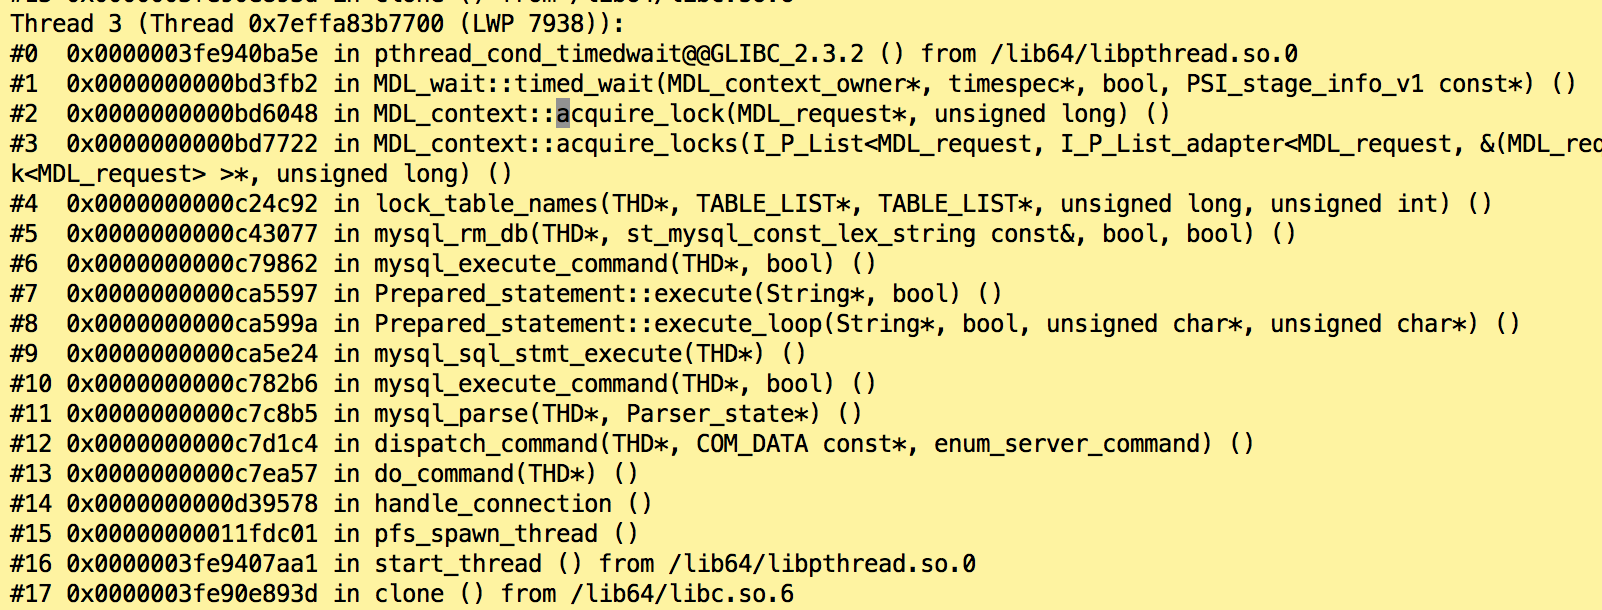 Thread 3 (Thread 0x7effa83b7700 (LWP 7938)):
#0  0x0000003fe940ba5e in pthread_cond_timedwait@@GLIBC_2.3.2 () from /lib64/libpthread.so.0
#1  0x0000000000bd3fb2 in MDL_wait::timed_wait(MDL_context_owner*, timespec*, bool, PSI_stage_info_v1 const*) ()
#2  0x0000000000bd6048 in MDL_context::acquire_lock(MDL_request*, unsigned long) ()
#3  0x0000000000bd7722 in MDL_context::acquire_locks(I_P_List<MDL_request, I_P_List_adapter<MDL_request, &(MDL_req
k<MDL_request> >*, unsigned long) ()
#4  0x0000000000c24c92 in lock_table_names(THD*, TABLE_LIST*, TABLE_LIST*, unsigned long, unsigned int) ()
#5  0x0000000000c43077 in mysql_rm_db(THD*, st_mysql_const_lex_string const&, bool, bool) ()
#6  0x0000000000c79862 in mysql_execute_command(THD*, bool) ()
#7  0x0000000000ca5597 in Prepared_statement::execute(String*, bool) ()
#8  0x0000000000ca599a in Prepared_statement::execute_loop(String*, bool, unsigned char*, unsigned char*) ()
#9  0x0000000000ca5e24 in mysql_sql_stmt_execute(THD*) ()
#10 0x0000000000c782b6 in mysql_execute_command(THD*, bool) ()
#11 0x0000000000c7c8b5 in mysql_parse(THD*, Parser_state*) ()
#12 0x0000000000c7d1c4 in dispatch_command(THD*, COM_DATA const*, enum_server_command) ()
#13 0x0000000000c7ea57 in do_command(THD*) ()
#14 0x0000000000d39578 in handle_connection ()
#15 0x00000000011fdc01 in pfs_spawn_thread ()
#16 0x0000003fe9407aa1 in start_thread () from /lib64/libpthread.so.0
#17 0x0000003fe90e893d in clone () from /lib64/libc.so.6